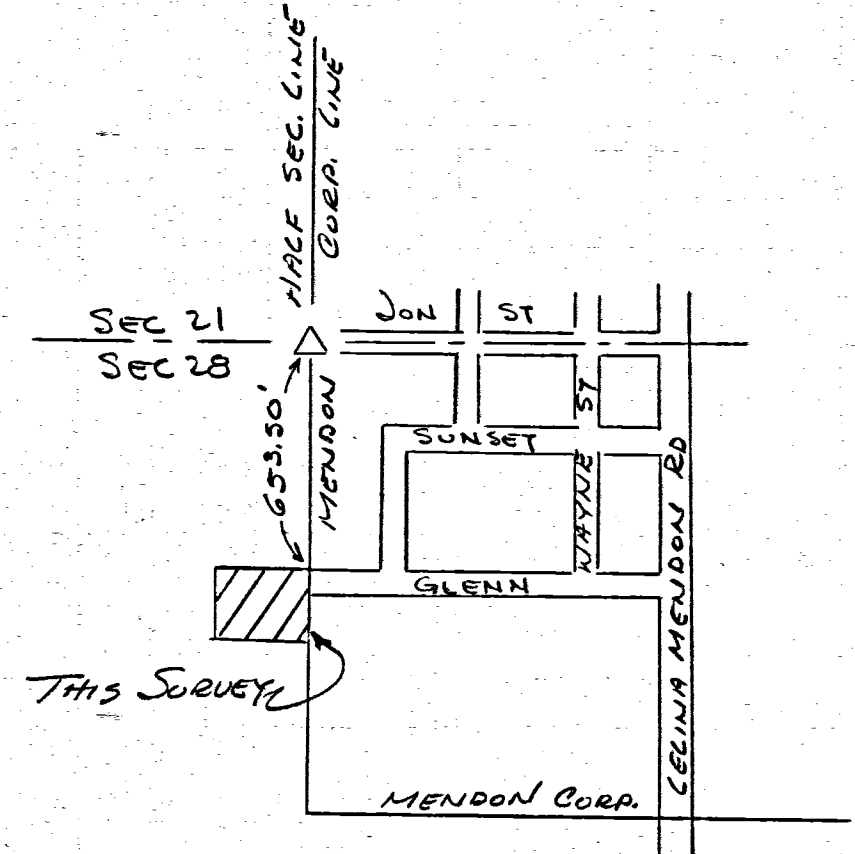 HALF SEC. LINE
CORP. LINE
SEC 21
SEC 28
JON ST
653.50'
MENDON
SUNSET
WAYNE ST
GLENN
CELINA MENDON RD
THIS SURVEY
MENDON CORP.